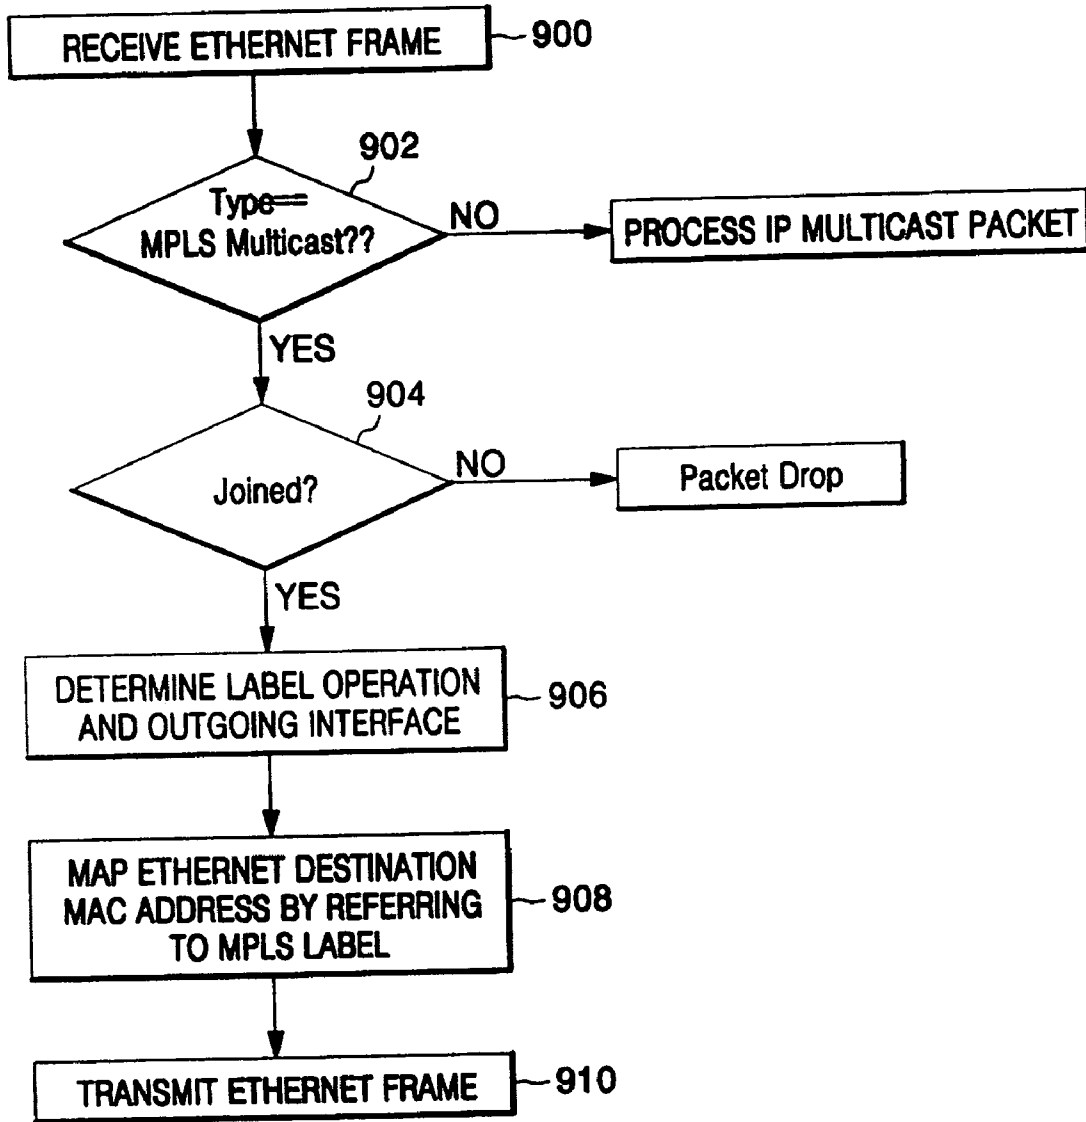 RECEIVE ETHERNET FRAME
900
902
Type==
MPLS Multicast??
NO
PROCESS IP MULTICAST PACKET
YES
904
Joined?
NO
Packet Drop
YES
DETERMINE LABEL OPERATION
AND OUTGOING INTERFACE
906
MAP ETHERNET DESTINATION
MAC ADDRESS BY REFERRING
TO MPLS LABEL
908
TRANSMIT ETHERNET FRAME
910